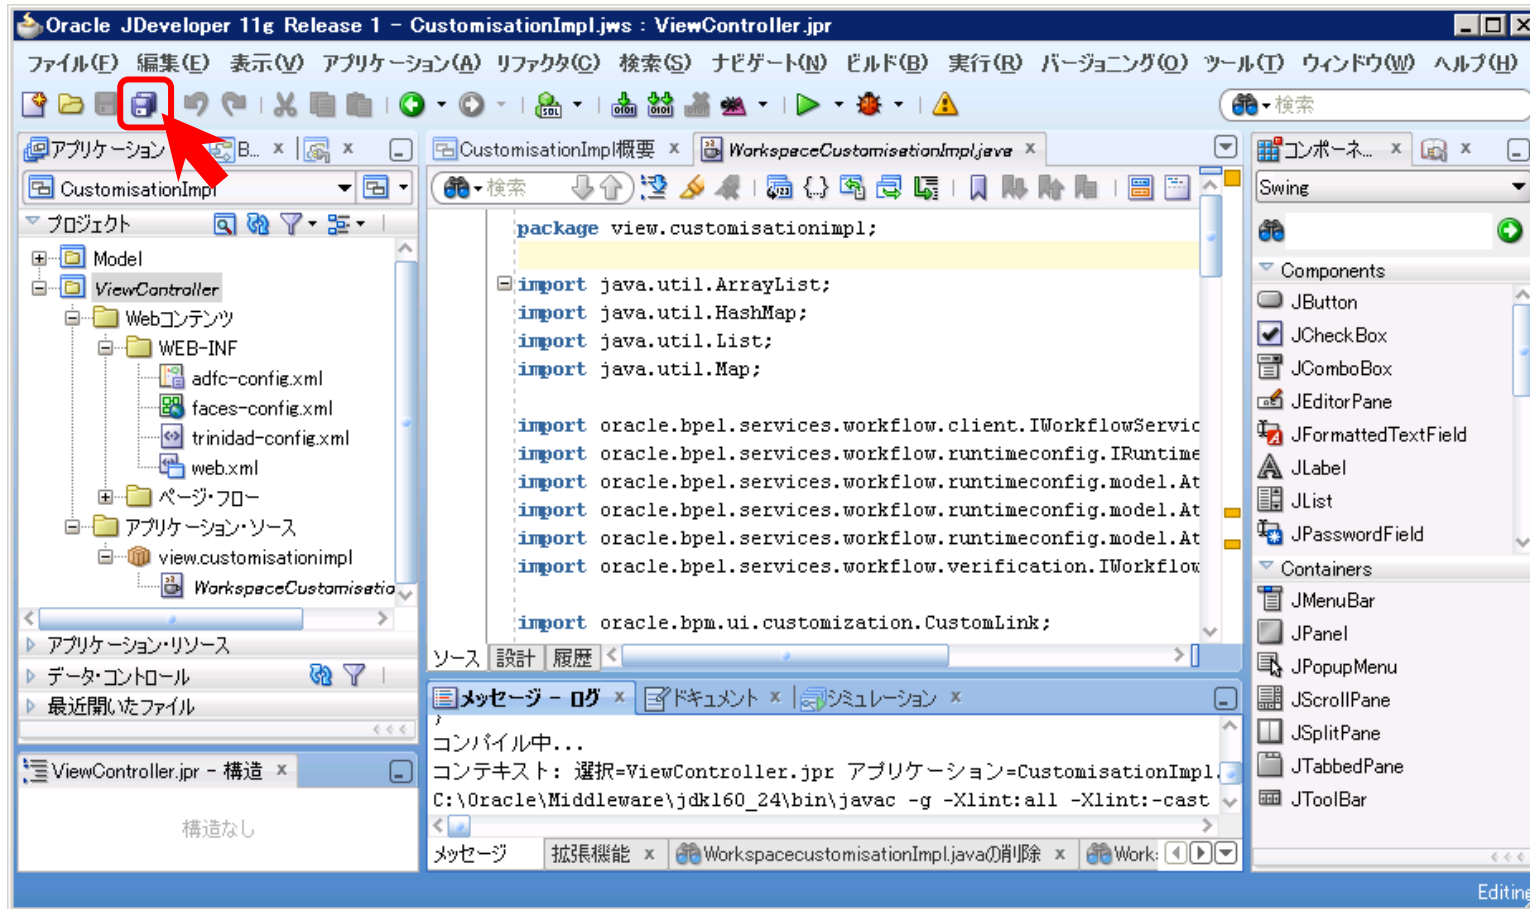 Oracle JDeveloper 11g Release 1 - CustomisationImpl.jws : ViewController.jpr
ファイル(F) 編集(E) 表示(V) アプリケーション(A) リファクタ(C) 検索(S) ナビゲート(N) ビルド(B) 実行(R) バージョニング(O) ツール(T) ウィンドウ(W) ヘルプ(H)
検索
アプリケーション B... x x
CustomisationImpl
プロジェクト
Model
ViewController
Webコンテンツ
WEB-INF
adfc-config.xml
faces-config.xml
trinidad-config.xml
web.xml
ページ・フロー
アプリケーション・ソース
view.customisationimpl
WorkspaceCustomisatio
アプリケーション・リソース
データ・コントロール
最近開いたファイル
ViewController.jpr - 構造 x
構造なし
CustomisationImpl概要 x WorkspaceCustomisationImpl.java x
検索
package view.customisationimpl;
import java.util.ArrayList;
import java.util.HashMap;
import java.util.List;
import java.util.Map;
import oracle.bpel.services.workflow.client.IWorkflowServic
import oracle.bpel.services.workflow.runtimeconfig.IRuntime
import oracle.bpel.services.workflow.runtimeconfig.model.At
import oracle.bpel.services.workflow.runtimeconfig.model.At
import oracle.bpel.services.workflow.runtimeconfig.model.At
import oracle.bpel.services.workflow.verification.IWorkflow
import oracle.bpm.ui.customization.CustomLink;
ソース 設計 履歴
メッセージ - ログ x ドキュメント x シミュレーション x
}
コンパイル中...
コンテキスト: 選択=ViewController.jpr アプリケーション=CustomisationImpl.
C:\Oracle\Middleware\jdk160_24\bin\javac -g -Xlint:all -Xlint:-cast
メッセージ 拡張機能 x WorkspacecustomisationImpl.javaの削除 x Work:
コンポーネ... x x
Swing
Components
JButton
JCheckBox
JComboBox
JEditorPane
JFormattedTextField
JLabel
JList
JPasswordField
Containers
JMenuBar
JPanel
JPopupMenu
JScrollPane
JSplitPane
JTabbedPane
JToolBar
Editing